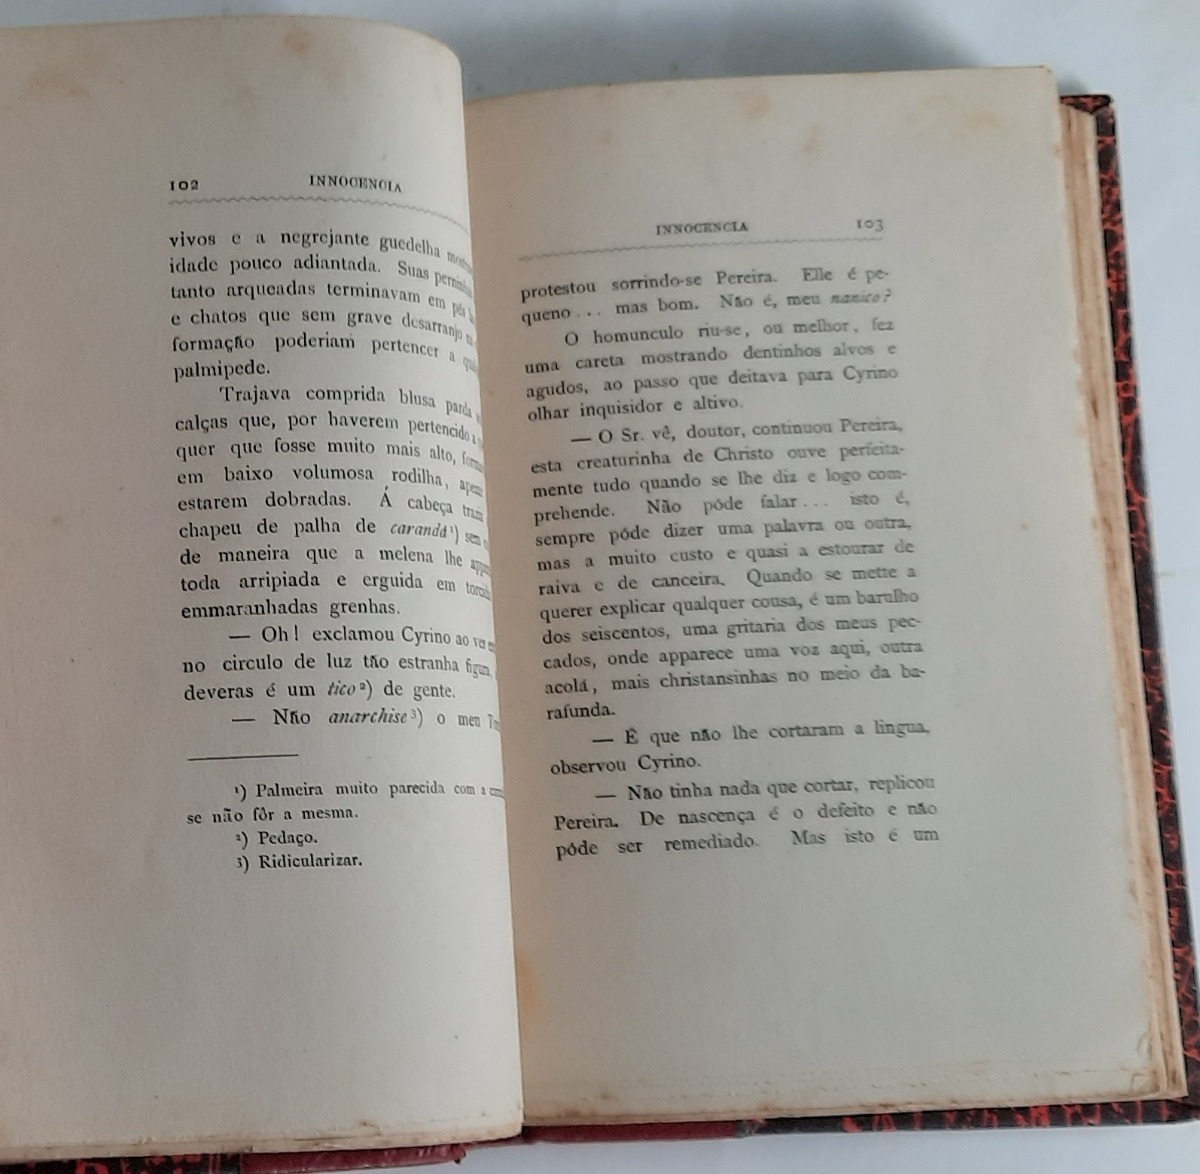 102 INNOCENCIA
vivos e a negrejante guedelha
idade pouco adiantada. Suas
tanto arqueadas terminavam em pés
e chatos que sem grave desarranjo
formação poderiam pertencer a
palmipede.
Trajava comprida blusa parda
calças que, por haverem pertencido a
quer que fosse muito mais alto,
em baixo volumosa rodilha,
estarem dobradas. Á cabeça
chapeu de palha de carandá ¹) sem
de maneira que a melena lhe
toda arripiada e erguida em
emmaranhadas grenhas.
— Oh! exclamou Cyrino ao ver
no circulo de luz tão estranha figura,
deveras é um tico ²) de gente.
— Não anarchise ³) o meu
¹) Palmeira muito parecida com a
se não fôr a mesma.
²) Pedaço.
3) Ridicularizar.
INNOCENCIA 103
protestou sorrindo-se Pereira. Elle é pe-
queno... mas bom. Não é, meu nanico?
O homunculo riu-se, ou melhor, fez
uma careta mostrando dentinhos alvos e
agudos, ao passo que deitava para Cyrino
olhar inquisidor e altivo.
— O Sr. vê, doutor, continuou Pereira,
esta creaturinha de Christo ouve perfeita-
mente tudo quando se lhe diz e logo com-
prehende. Não póde falar... isto é,
sempre póde dizer uma palavra ou outra,
mas a muito custo e quasi a estourar de
raiva e de canceira. Quando se mette a
querer explicar qualquer cousa, é um barulho
dos seiscentos, uma gritaria dos meus pec-
cados, onde apparece uma voz aqui, outra
acolá, mais christansinhas no meio da ba-
rafunda.
— É que não lhe cortaram a lingua,
observou Cyrino.
— Não tinha nada que cortar, replicou
Pereira. De nascença é o defeito e não
póde ser remediado. Mas isto é um